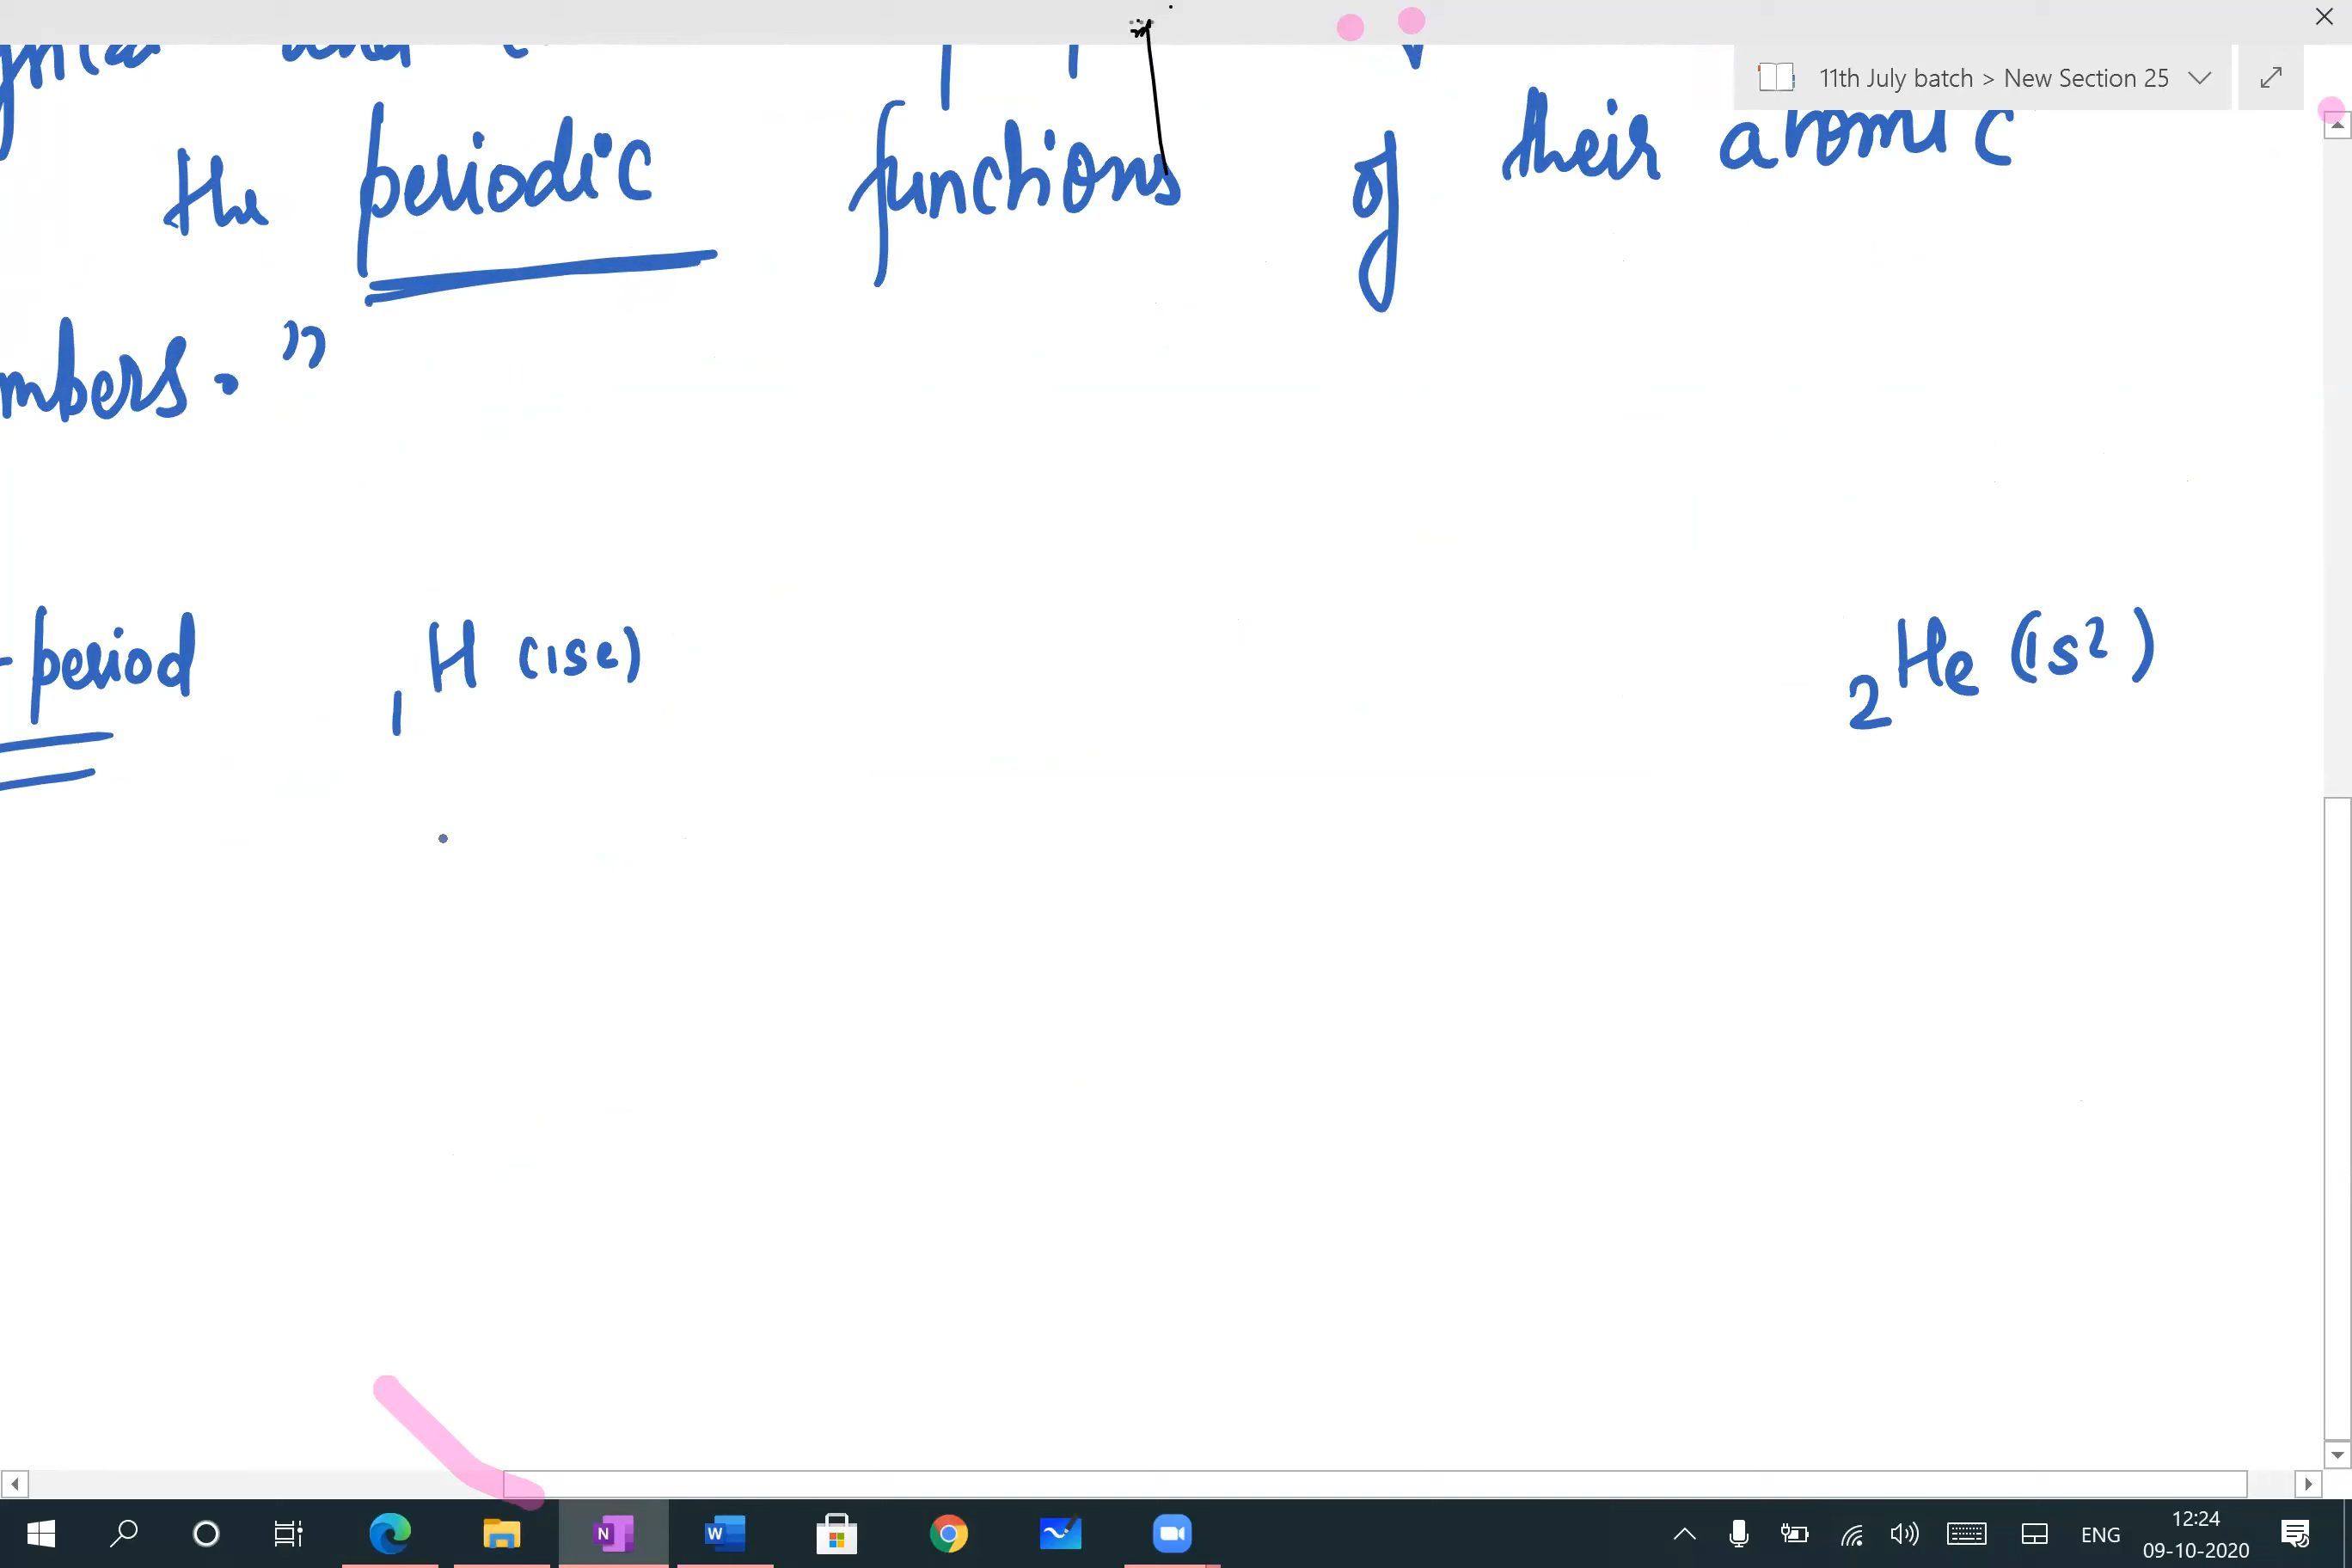 11th July batch > New Section 25
the periodic functions of their atomic
mbers. ”
-period ₁H (1se) ₂He (1s²)
N W ENG 12:24
09-10-2020